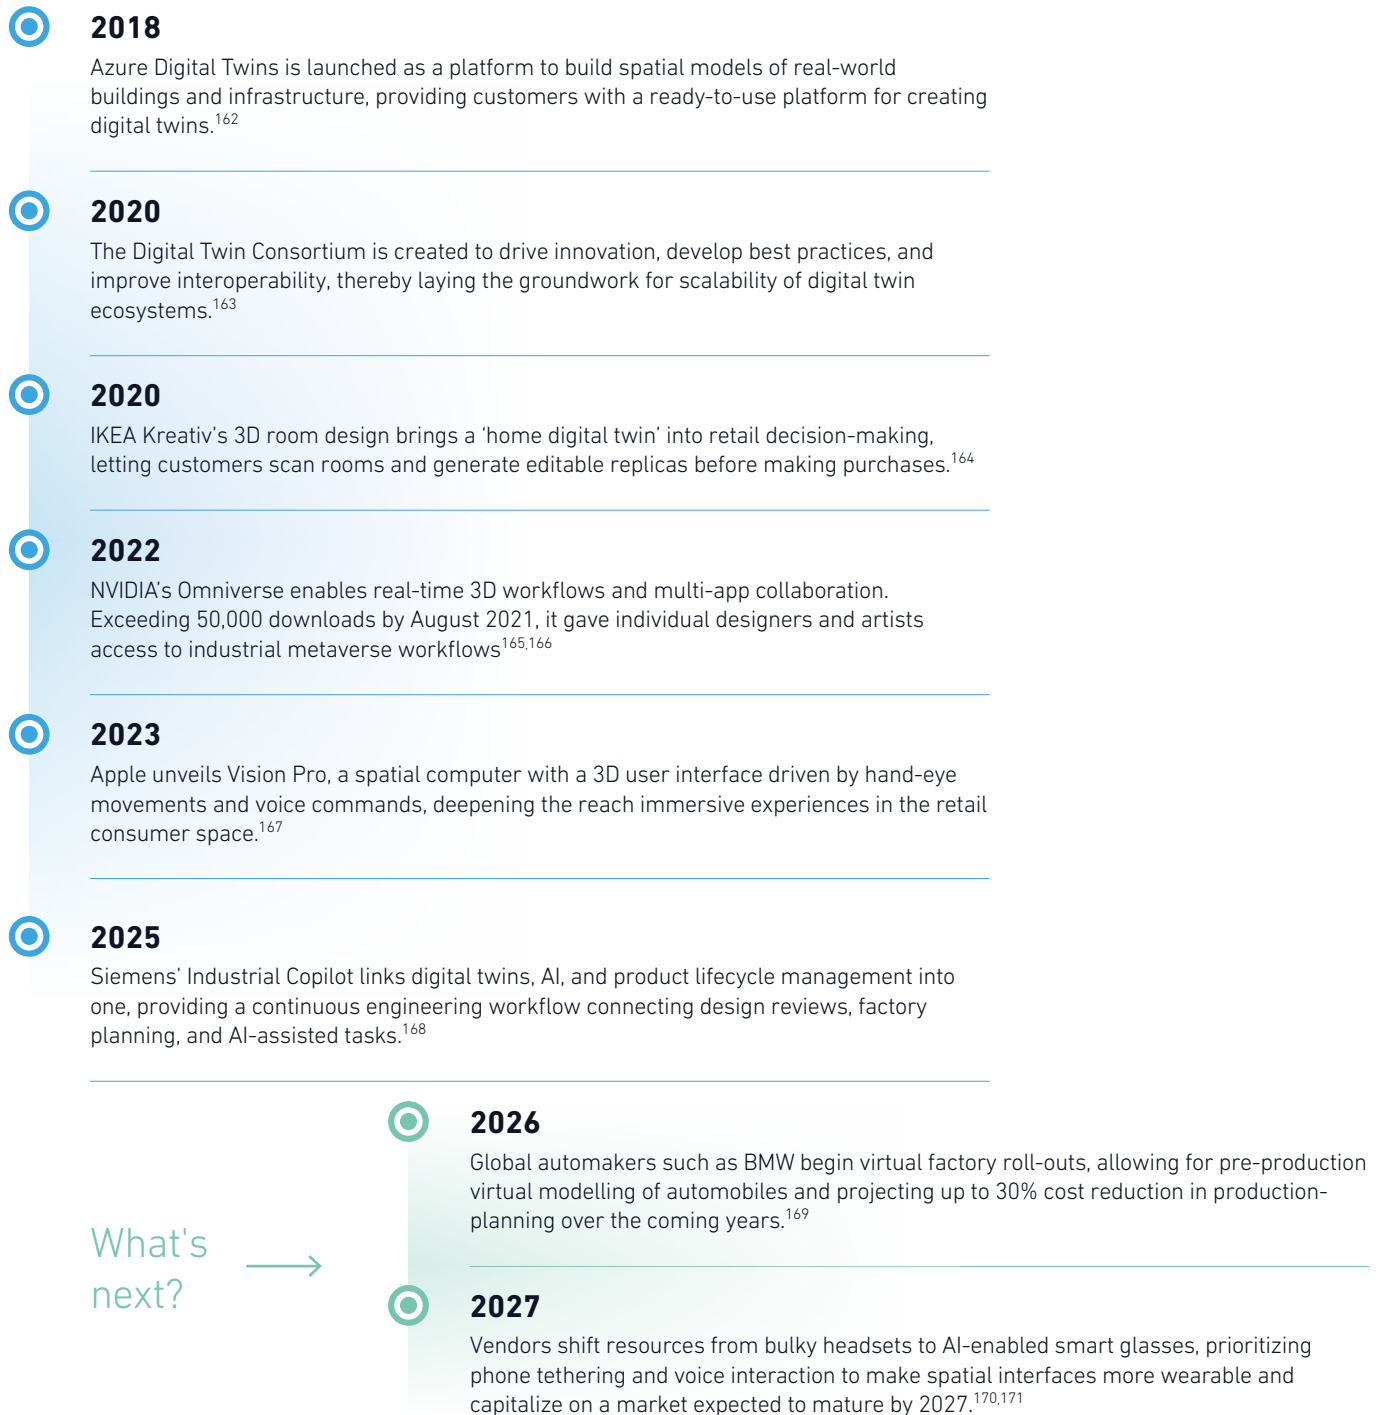 2018
Azure Digital Twins is launched as a platform to build spatial models of real-world
buildings and infrastructure, providing customers with a ready-to-use platform for creating
digital twins.162
2020
The Digital Twin Consortium is created to drive innovation, develop best practices, and
improve interoperability, thereby laying the groundwork for scalability of digital twin
ecosystems.163
2020
IKEA Kreativ’s 3D room design brings a ‘home digital twin’ into retail decision-making,
letting customers scan rooms and generate editable replicas before making purchases.164
2022
NVIDIA’s Omniverse enables real-time 3D workflows and multi-app collaboration.
Exceeding 50,000 downloads by August 2021, it gave individual designers and artists
access to industrial metaverse workflows165,166
2023
Apple unveils Vision Pro, a spatial computer with a 3D user interface driven by hand-eye
movements and voice commands, deepening the reach immersive experiences in the retail
consumer space.167
2025
Siemens’ Industrial Copilot links digital twins, AI, and product lifecycle management into
one, providing a continuous engineering workflow connecting design reviews, factory
planning, and AI-assisted tasks.168
What's
next?
2026
Global automakers such as BMW begin virtual factory roll-outs, allowing for pre-production
virtual modelling of automobiles and projecting up to 30% cost reduction in production-
planning over the coming years.169
2027
Vendors shift resources from bulky headsets to AI-enabled smart glasses, prioritizing
phone tethering and voice interaction to make spatial interfaces more wearable and
capitalize on a market expected to mature by 2027.170,171